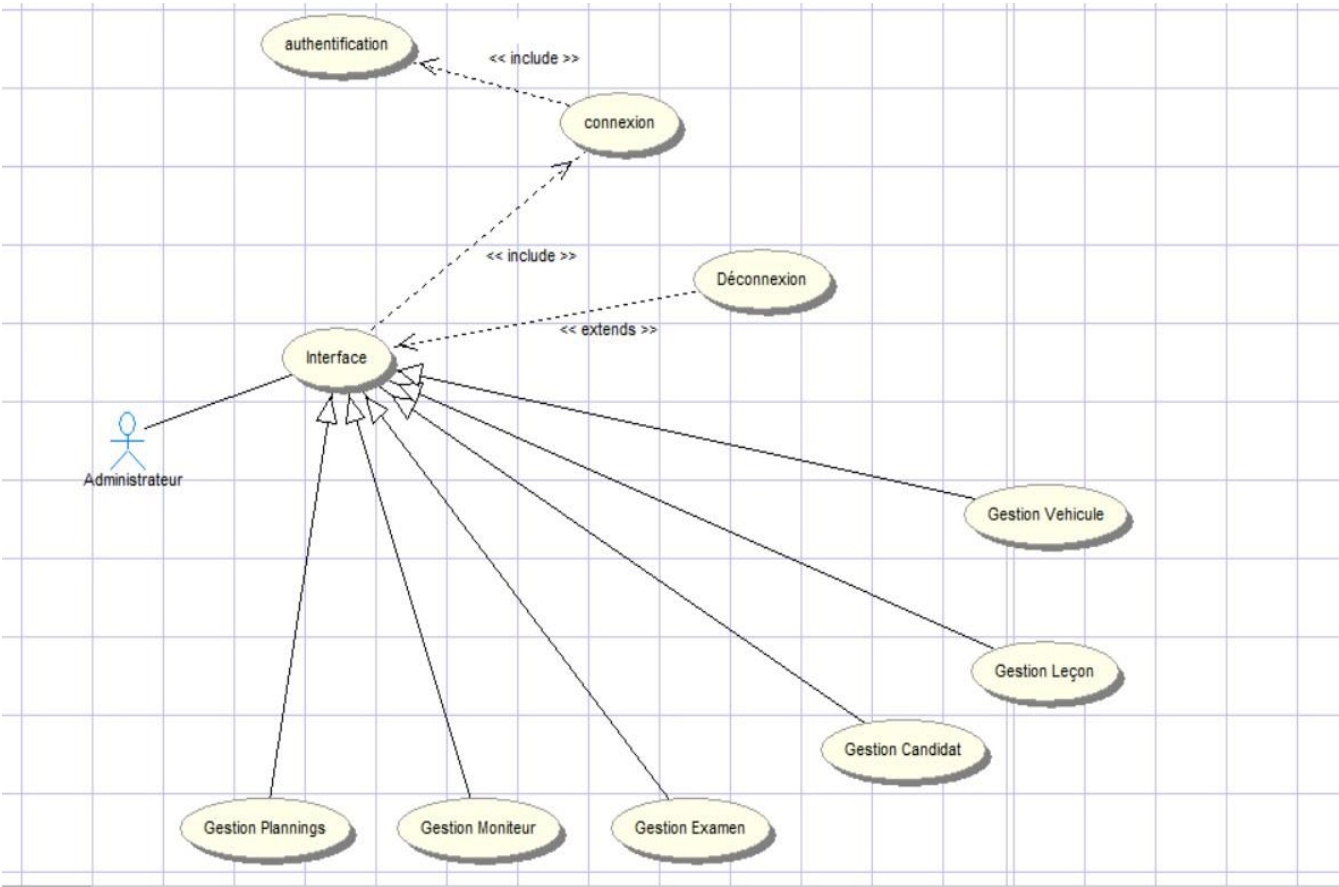 authentification
<< include >>
connexion
<< include >>
Déconnexion
<< extends >>
Interface
Administrateur
Gestion Vehicule
Gestion Leçon
Gestion Candidat
Gestion Plannings
Gestion Moniteur
Gestion Examen